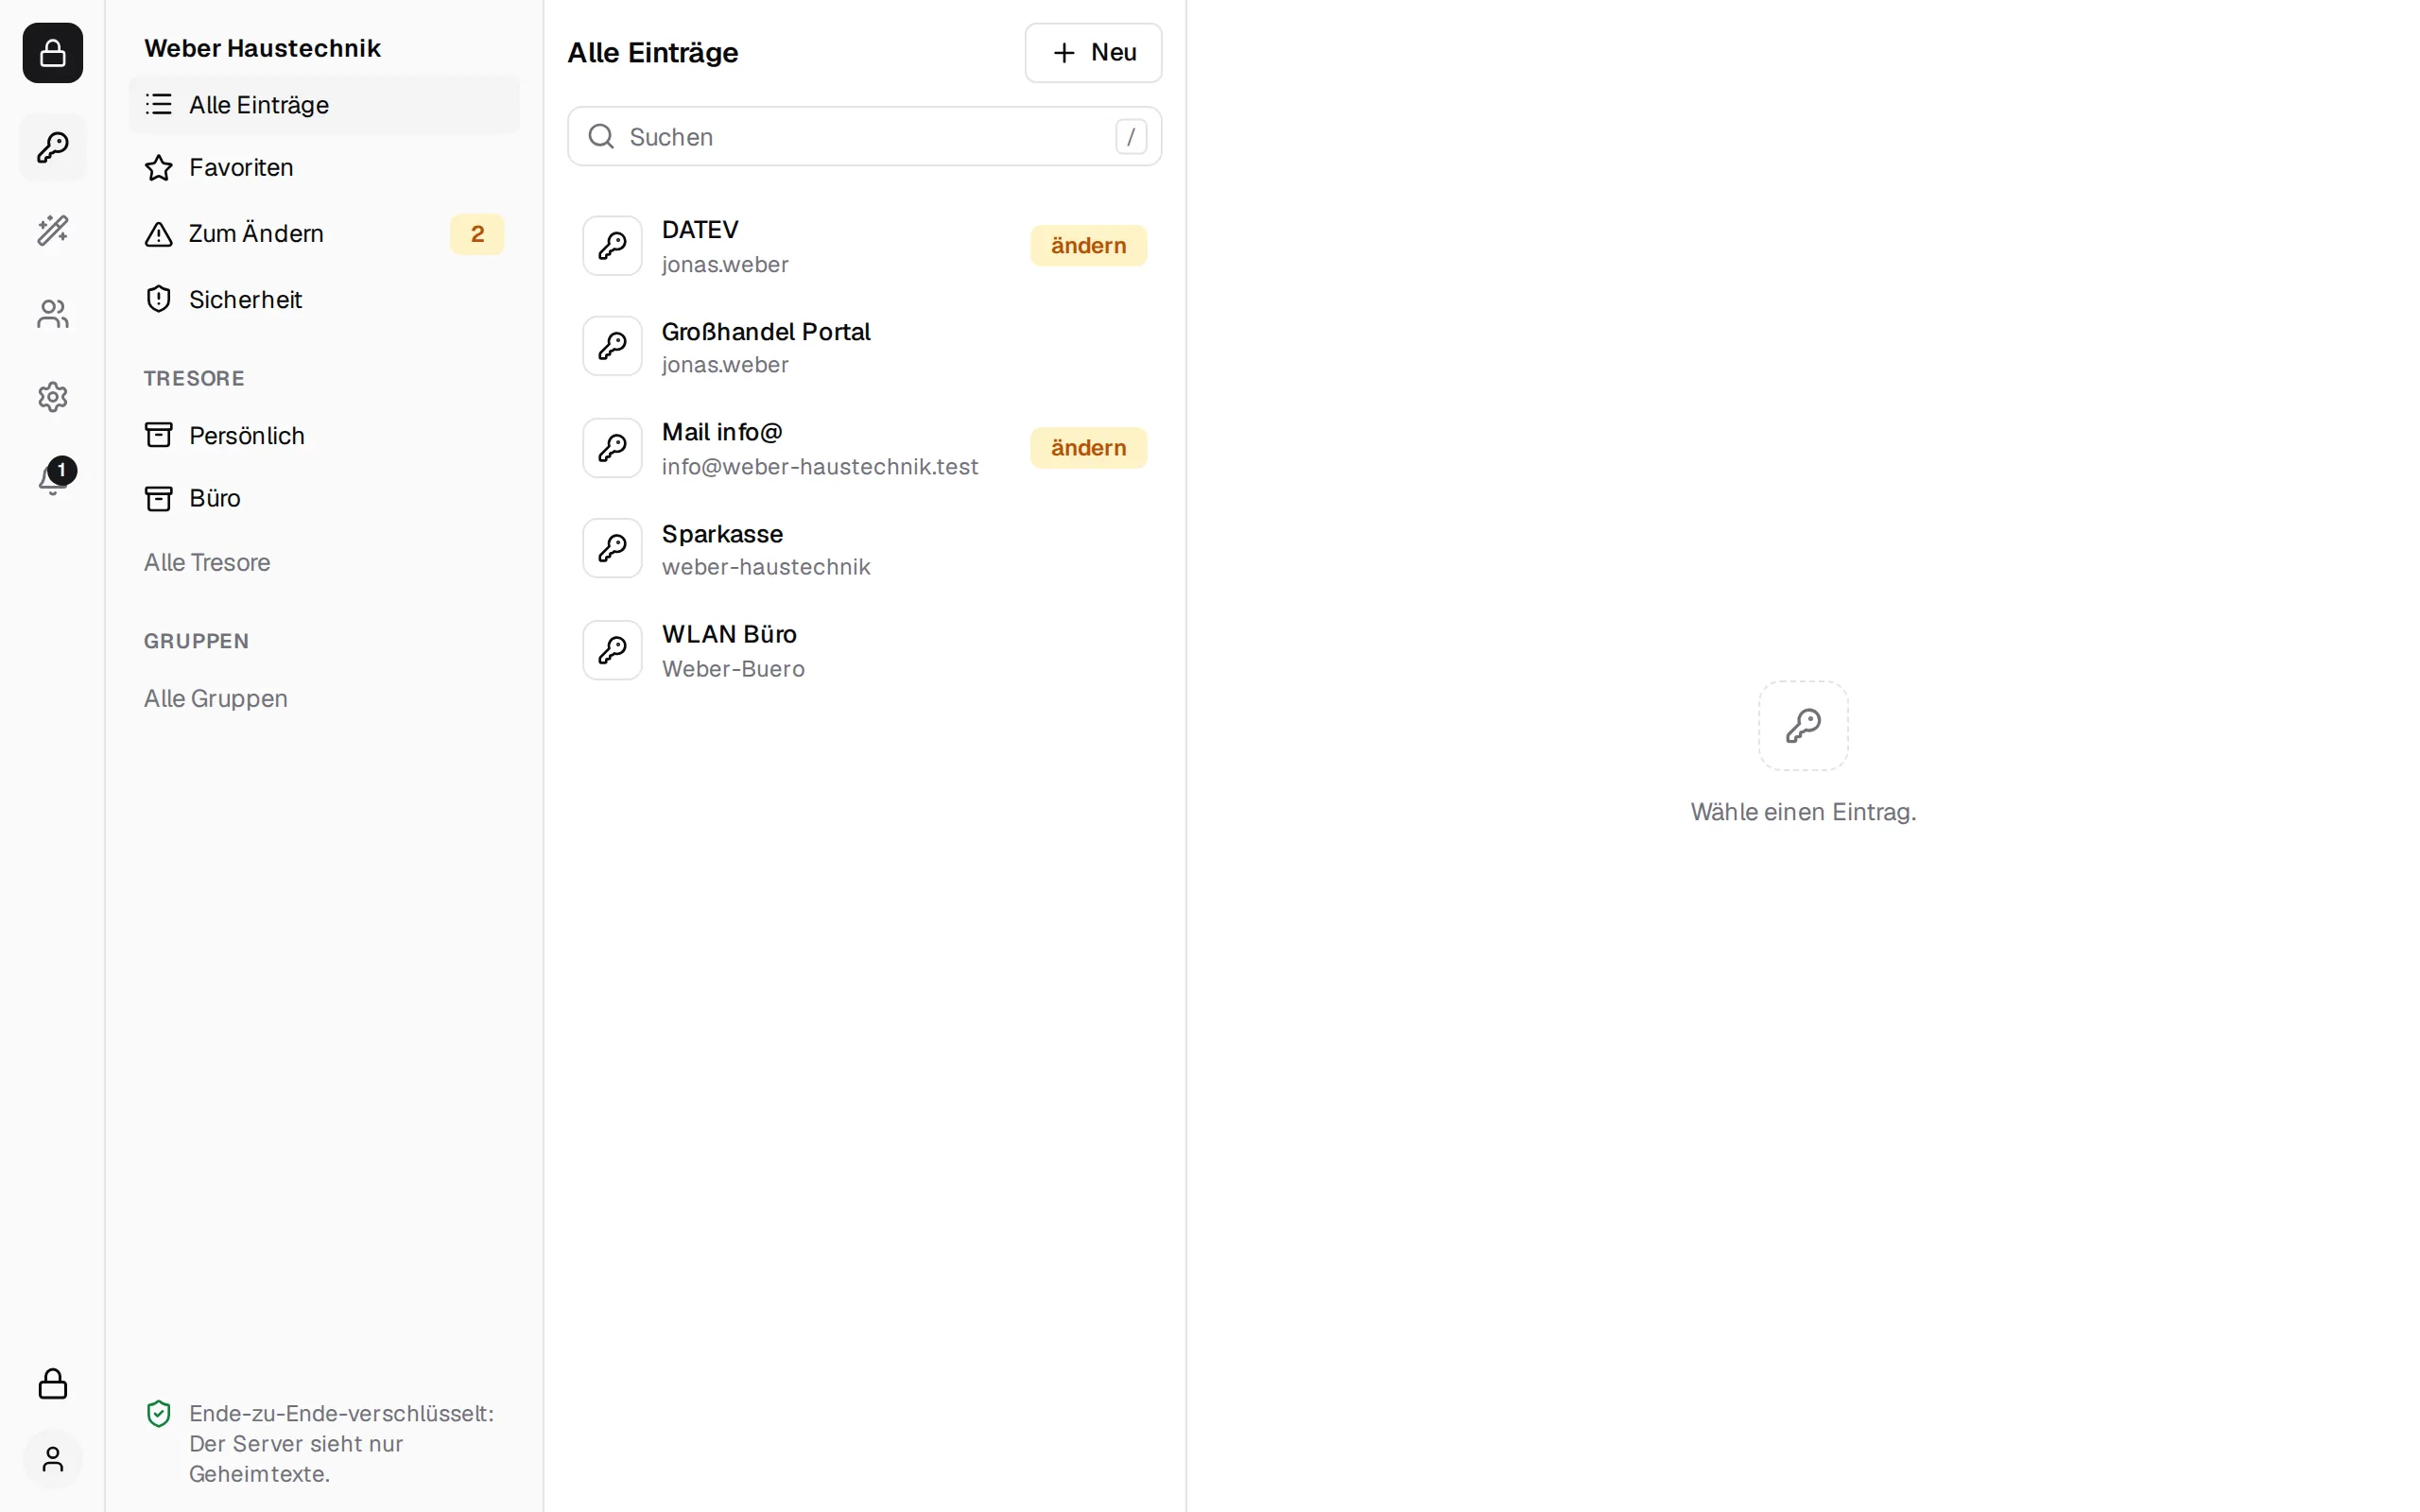 Weber Haustechnik
Alle Einträge
Favoriten
Zum Ändern
2
Sicherheit
TRESORE
Persönlich
Büro
Alle Tresore
GRUPPEN
Alle Gruppen
1
Ende-zu-Ende-verschlüsselt:
Der Server sieht nur
Geheimtexte.
Alle Einträge
Neu
Suchen
/
DATEV
jonas.weber
ändern
Großhandel Portal
jonas.weber
Mail info@
info@weber-haustechnik.test
ändern
Sparkasse
weber-haustechnik
WLAN Büro
Weber-Buero
Wähle einen Eintrag.